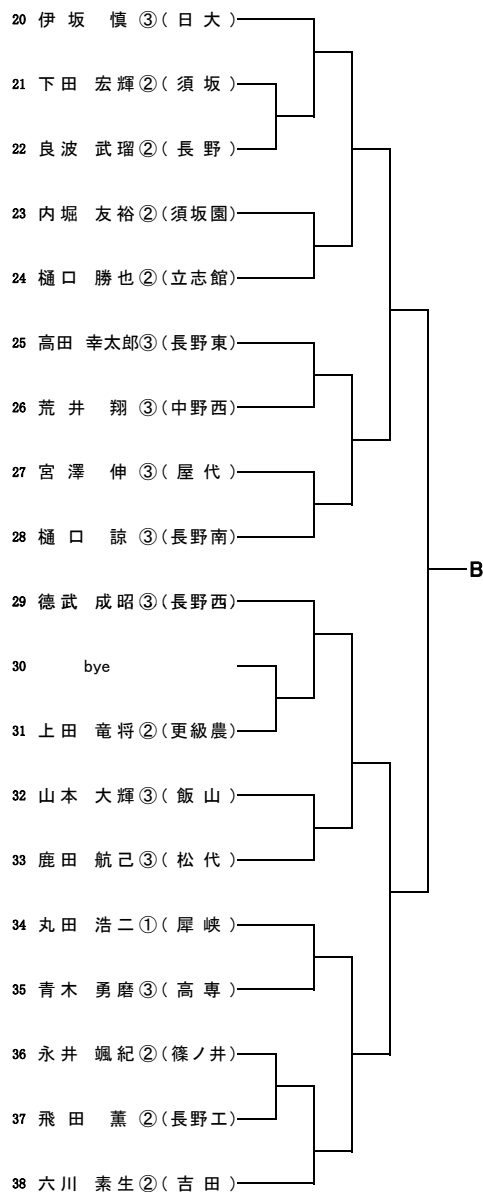 20 伊坂 慎③(日大)
21 下田 宏輝②(須坂)
22 良波 武瑠②(長野)
23 内堀 友裕②(須坂園)
24 樋口 勝也②(立志館)
25 高田 幸太郎③(長野東)
26 荒井 翔③(中野西)
27 宮澤 伸③(屋代)
28 樋口 諒③(長野南)
B
29 德武 成昭③(長野西)
30 bye
31 上田 竜将②(更級農)
32 山本 大輝③(飯山)
33 鹿田 航己③(松代)
34 丸田 浩二①(犀峡)
35 青木 勇磨③(高専)
36 永井 颯紀②(篠ノ井)
37 飛田 薫②(長野工)
38 六川 素生②(吉田)